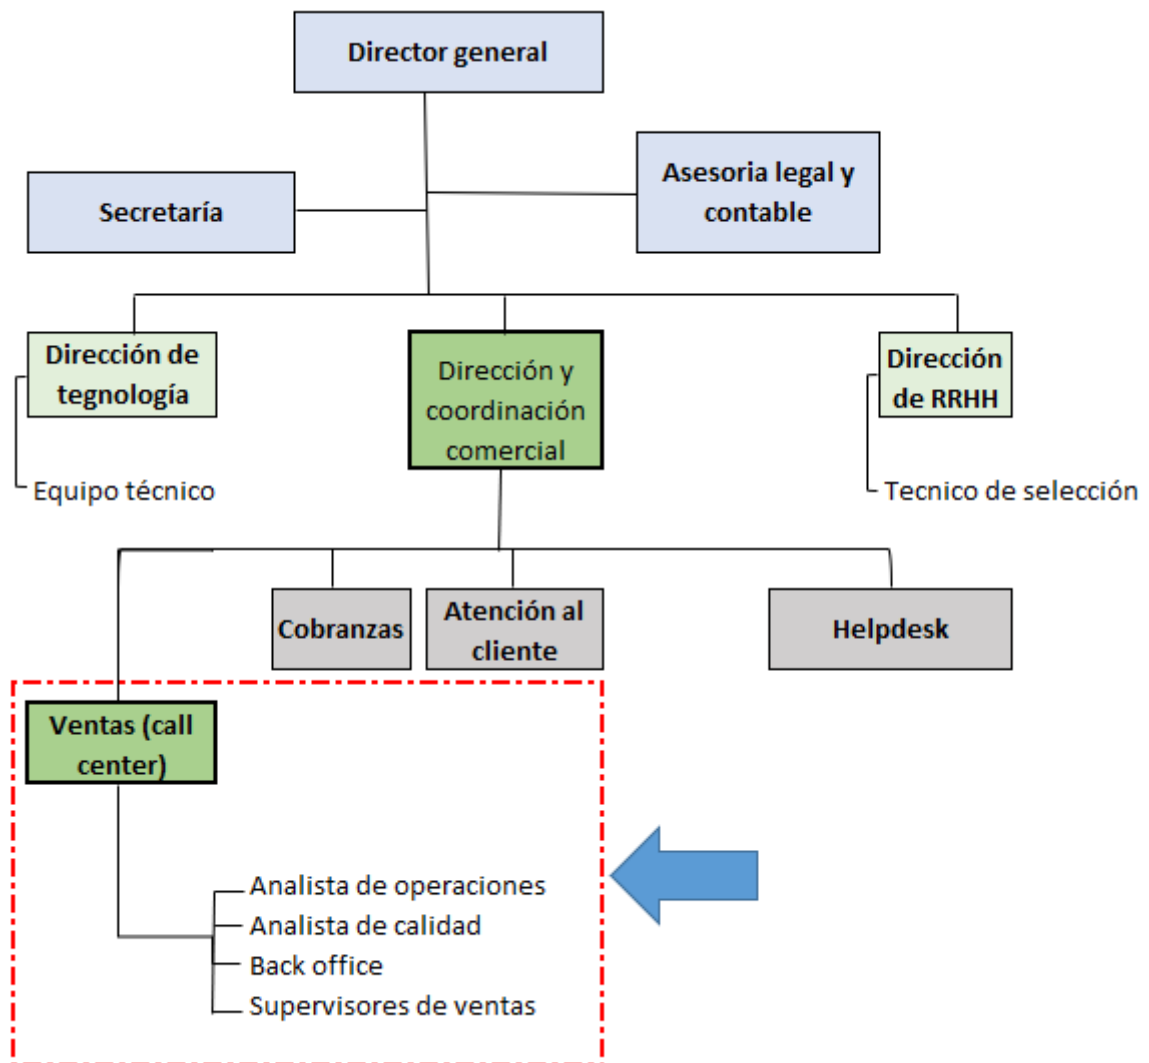 Director general
Asesoria legal y
contable
Secretaría
Dirección de
tegnología
Dirección y
coordinación
comercial
Dirección
de RRHH
Equipo técnico
Tecnico de selección
Cobranzas
Atención al
cliente
Helpdesk
Ventas (call
center)
Analista de operaciones
Analista de calidad
Back office
Supervisores de ventas